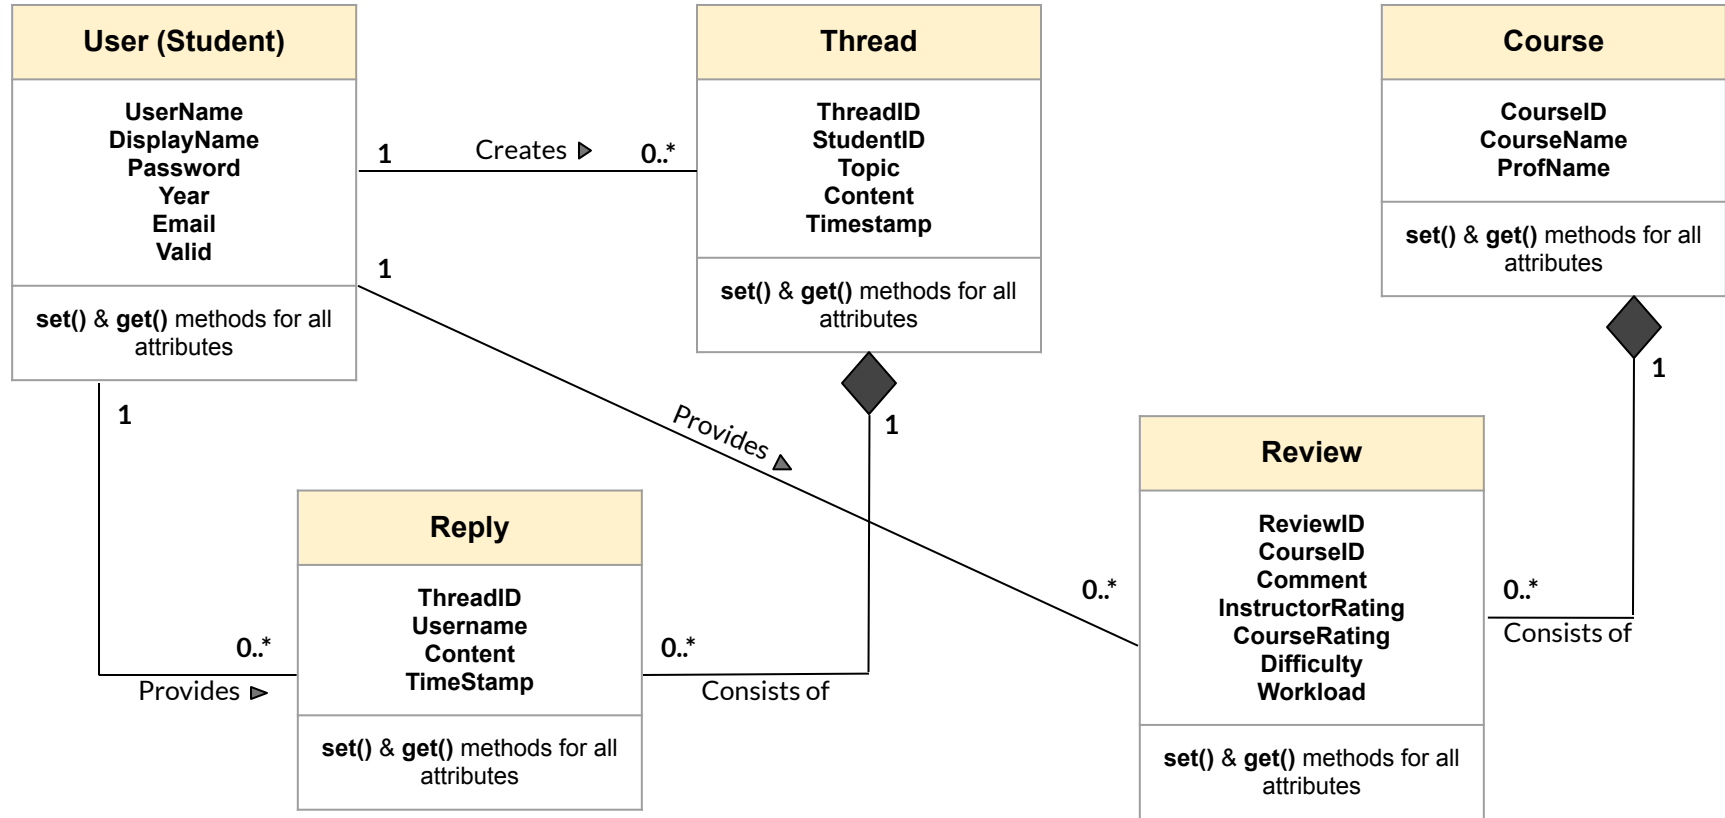 User (Student)
UserName
DisplayName
Password
Year
Email
Valid
set() & get() methods for all
attributes
1
Creates
0..*
Thread
ThreadID
StudentID
Topic
Content
Timestamp
set() & get() methods for all
attributes
Course
CourseID
CourseName
ProfName
set() & get() methods for all
attributes
1
Provides
0..*
1
Provides
0..*
Reply
ThreadID
Username
Content
TimeStamp
set() & get() methods for all
attributes
1
0..*
Consists of
Review
ReviewID
CourseID
Comment
InstructorRating
CourseRating
Difficulty
Workload
set() & get() methods for all
attributes
1
0..*
Consists of